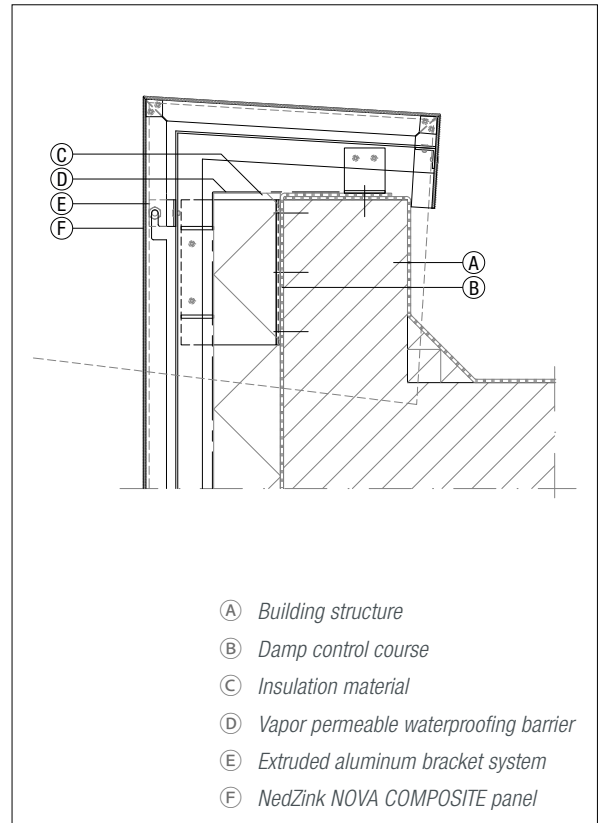 C
D
E
F
A
B
A Building structure
B Damp control course
C Insulation material
D Vapor permeable waterproofing barrier
E Extruded aluminum bracket system
F NedZink NOVA COMPOSITE panel